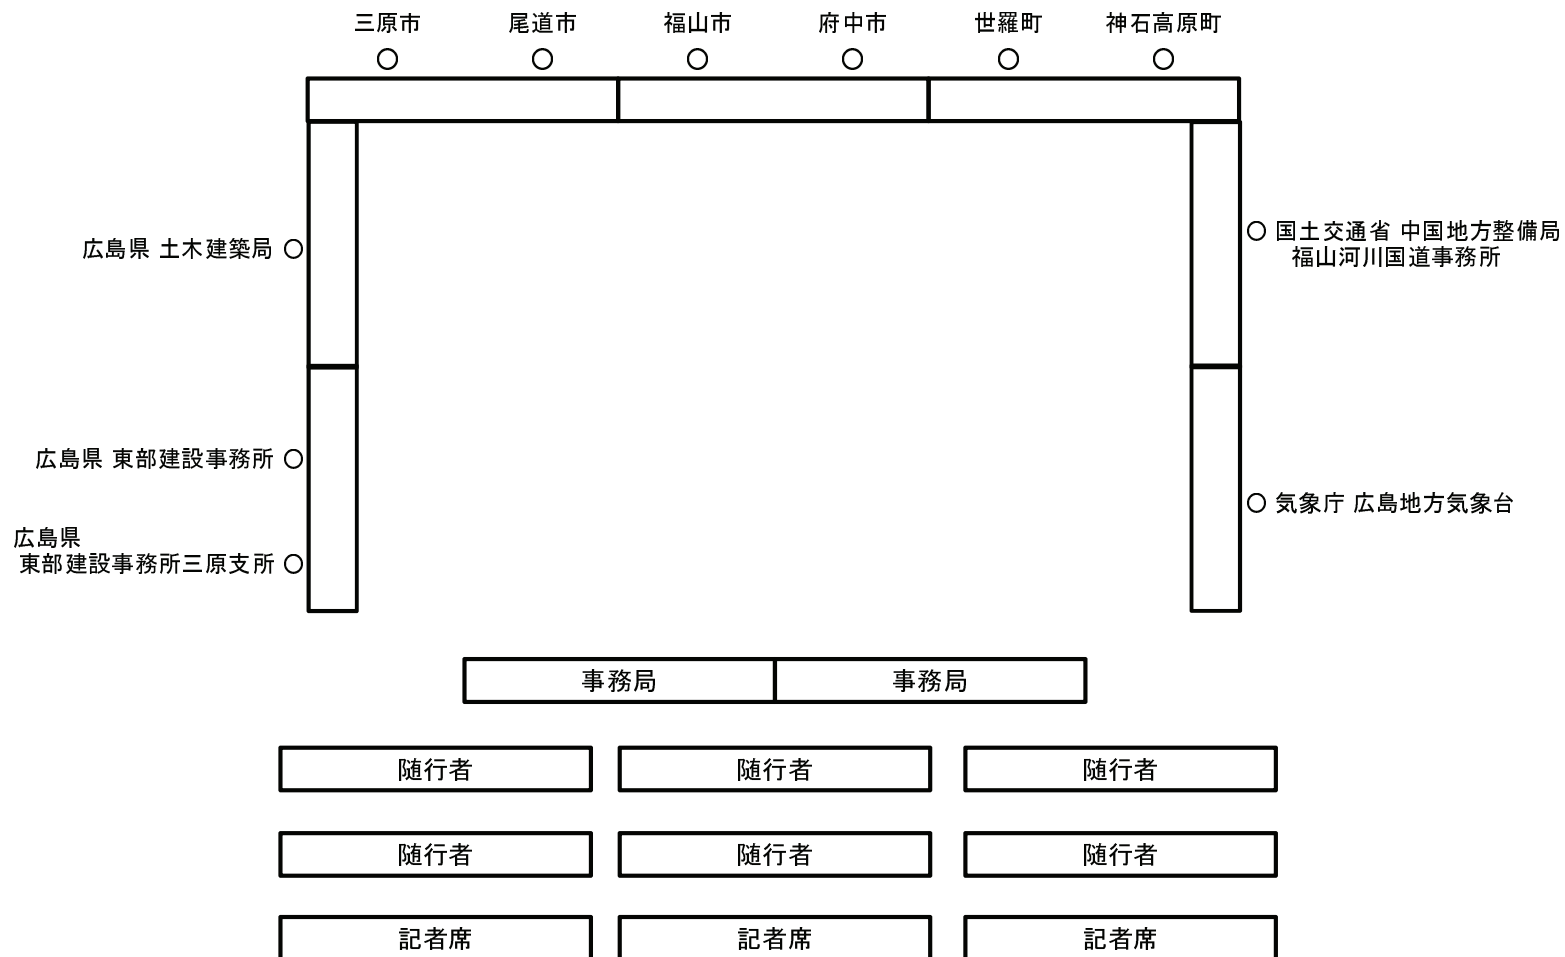 三原市
尾道市
福山市
府中市
世羅町
神石高原町
広島県 土木建築局
国土交通省 中国地方整備局
福山河川国道事務所
広島県 東部建設事務所
気象庁 広島地方気象台
広島県
東部建設事務所三原支所
事務局
事務局
随行者
随行者
随行者
随行者
随行者
随行者
記者席
記者席
記者席